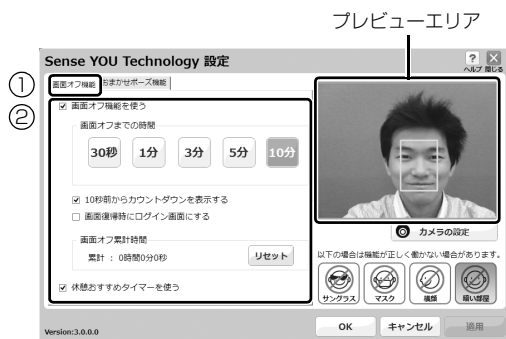 プレビューエリア
Sense YOU Technology 設定
ヘルプ 閉じる
① 画面オフ機能 おまかせポーズ機能
②
画面オフ機能を使う
画面オフまでの時間
30秒 1分 3分 5分 10分
10秒前からカウントダウンを表示する
画面復帰時にログイン画面にする
画面オフ累計時間
累計 : 0時間0分0秒 リセット
休憩おすすめタイマーを使う
カメラの設定
以下の場合は機能が正しく働かない場合があります。
サングラス マスク 横顔 暗い部屋
Version:3.0.0.0
OK キャンセル 適用